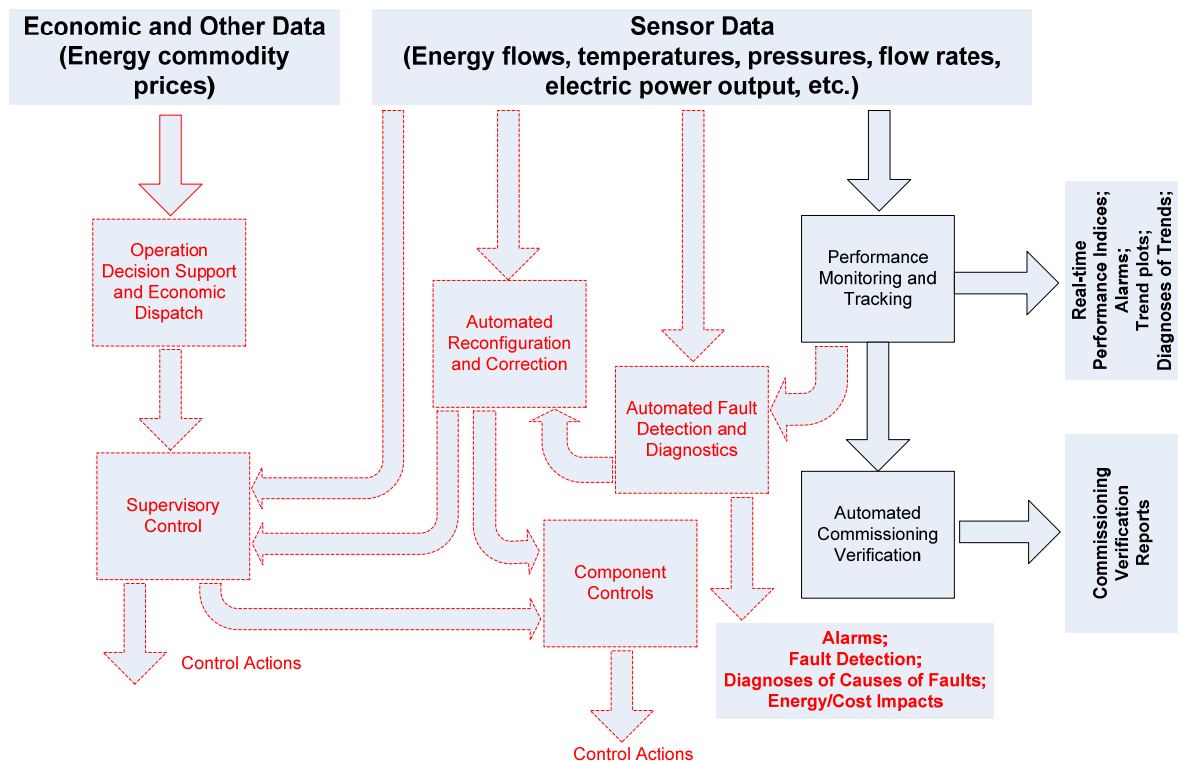 Economic and Other Data
(Energy commodity
prices)
Sensor Data
(Energy flows, temperatures, pressures, flow rates,
electric power output, etc.)
Operation
Decision Support
and Economic
Dispatch
Automated
Reconfiguration
and Correction
Performance
Monitoring and
Tracking
Real-time
Performance Indices;
Alarms;
Trend plots;
Diagnoses of Trends;
Automated Fault
Detection and
Diagnostics
Supervisory
Control
Component
Controls
Automated
Commissioning
Verification
Commissioning
Verification
Reports
Alarms;
Fault Detection;
Diagnoses of Causes of Faults;
Energy/Cost Impacts
Control Actions
Control Actions